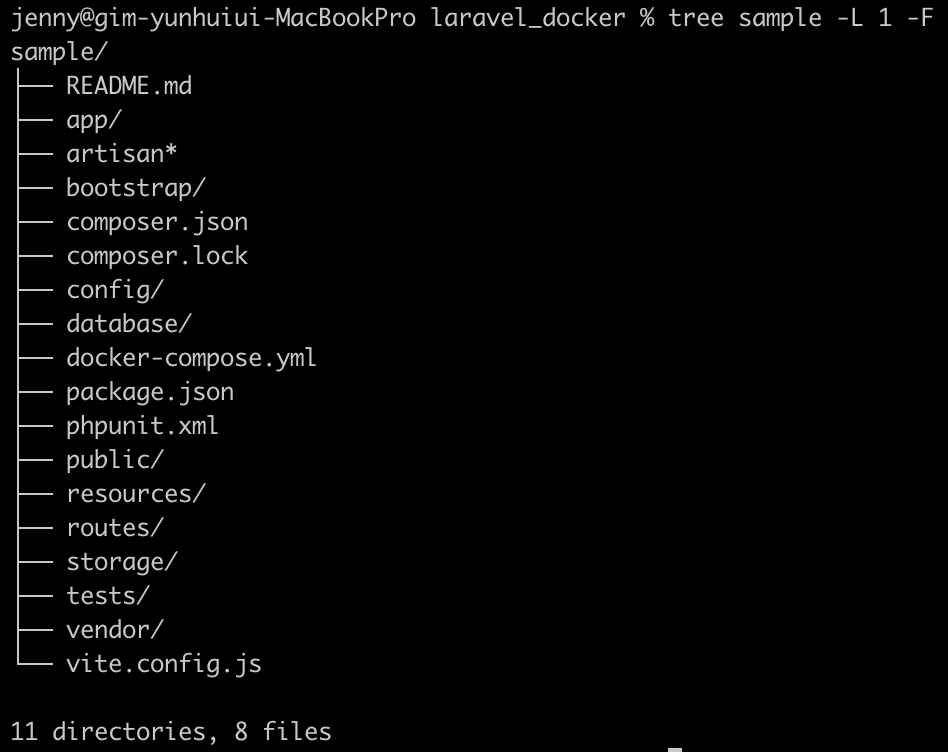 jenny@gim-yunhuiui-MacBookPro laravel_docker % tree sample -L 1 -F
sample/
├── README.md
├── app/
├── artisan*
├── bootstrap/
├── composer.json
├── composer.lock
├── config/
├── database/
├── docker-compose.yml
├── package.json
├── phpunit.xml
├── public/
├── resources/
├── routes/
├── storage/
├── tests/
├── vendor/
└── vite.config.js
11 directories, 8 files